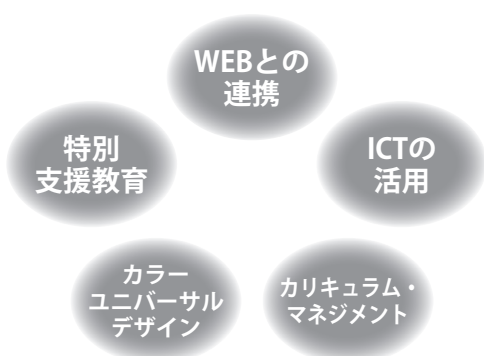 WEBとの
連携
特別
支援教育
ICTの
活用
カラー
ユニバーサル
デザイン
カリキュラム・
マネジメント